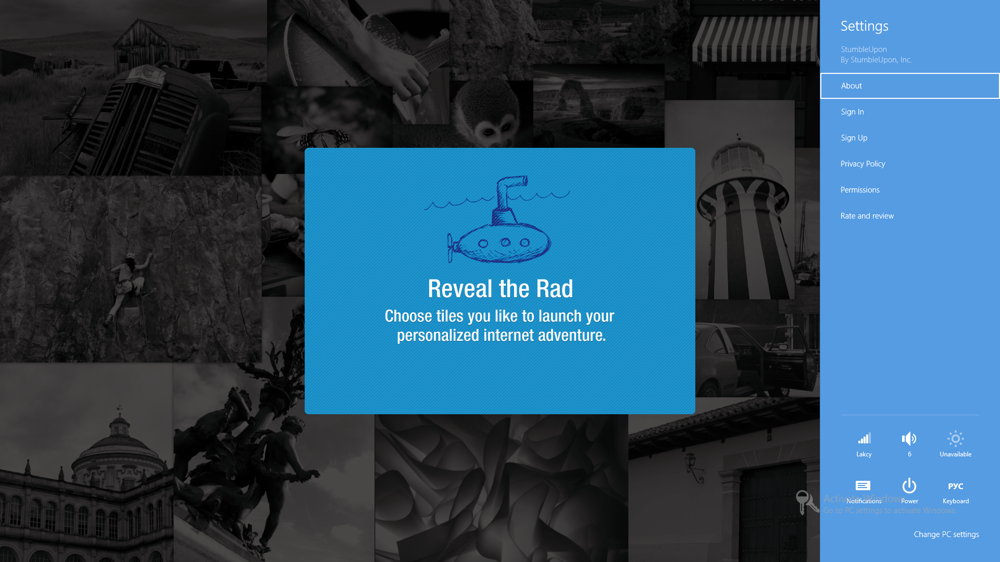 Reveal the Rad
Choose tiles you like to launch your
personalized internet adventure.
Settings
StumbleUpon
By StumbleUpon, Inc.
About
Sign In
Sign Up
Privacy Policy
Permissions
Rate and review
Lakcy
6
Unavailable
РУС
Notifications
Power
Keyboard
Activate Windows
Go to PC settings to activate Windows.
Change PC settings